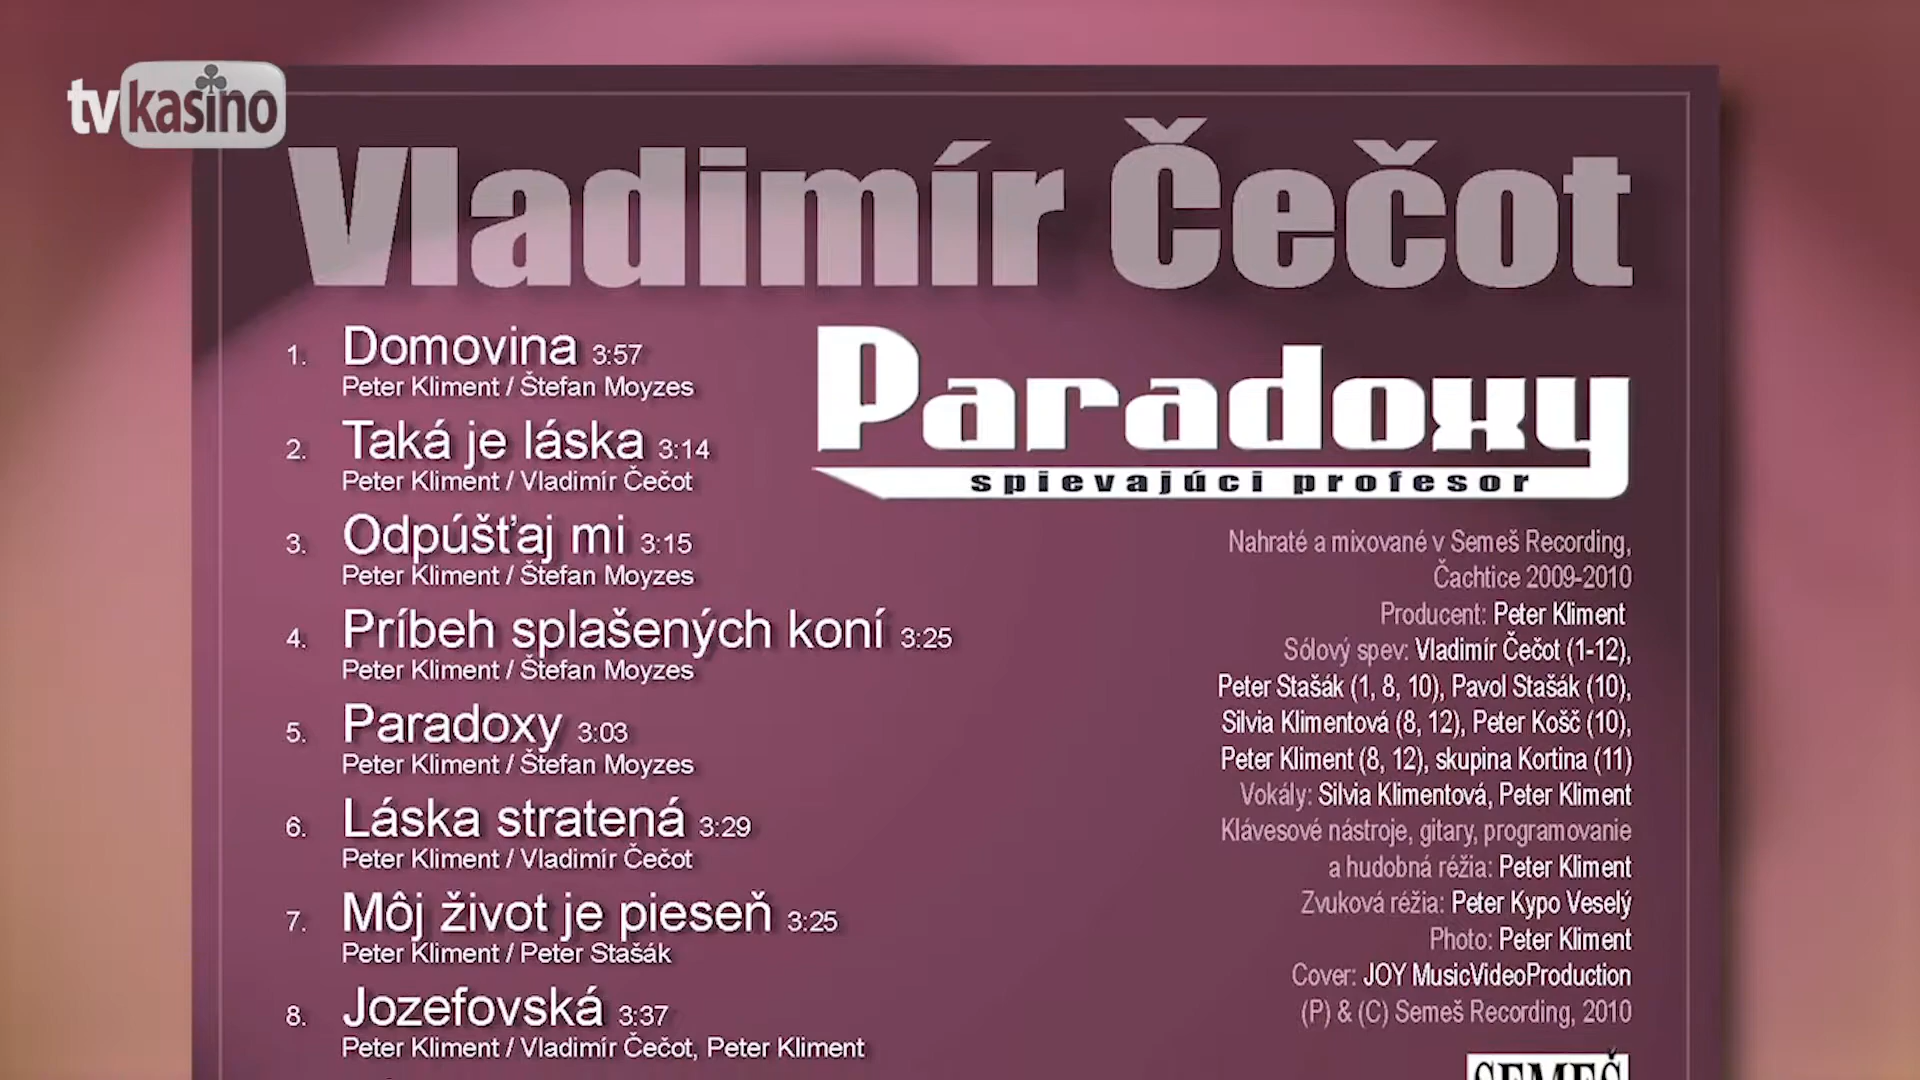 tvkasino
Vladimír Čečot
1. Domovina 3:57
Peter Kliment / Štefan Moyzes
2. Taká je láska 3:14
Peter Kliment / Vladimír Čečot
3. Odpúšťaj mi 3:15
Peter Kliment / Štefan Moyzes
4. Príbeh splašených koní 3:25
Peter Kliment / Štefan Moyzes
5. Paradoxy 3:03
Peter Kliment / Štefan Moyzes
6. Láska stratená 3:29
Peter Kliment / Vladimír Čečot
7. Môj život je pieseň 3:25
Peter Kliment / Peter Stašák
8. Jozefovská 3:37
Peter Kliment / Vladimír Čečot, Peter Kliment
Paradoxy
spievajúci profesor
Nahraté a mixované v Semeš Recording,
Čachtice 2009-2010
Producent: Peter Kliment
Sólový spev: Vladimír Čečot (1-12),
Peter Stašák (1, 8, 10), Pavol Stašák (10),
Silvia Klimentová (8, 12), Peter Košč (10),
Peter Kliment (8, 12), skupina Kortina (11)
Vokály: Silvia Klimentová, Peter Kliment
Klávesové nástroje, gitary, programovanie
a hudobná réžia: Peter Kliment
Zvuková réžia: Peter Kypo Veselý
Photo: Peter Kliment
Cover: JOY MusicVideoProduction
(P) & (C) Semeš Recording, 2010
SEMEŠ